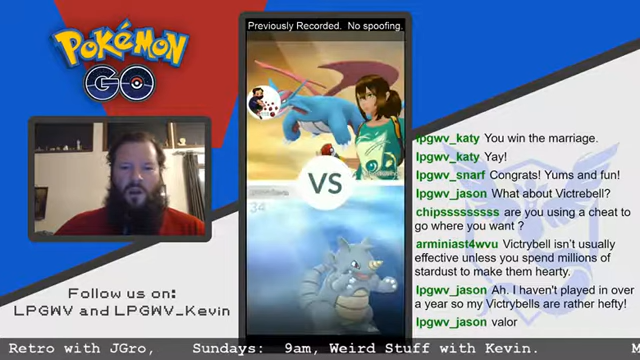 Previously Recorded. No spoofing.
POKÉMON
GO
VS
34
lpgwv_katy You win the marriage.
lpgwv_katy Yay!
lpgwv_snarf Congrats! Yums and fun!
lpgwv_jason What about Victrebell?
chipsssssssss are you using a cheat to
go where you want ?
arminiast4wvu Victrybell isn't usually
effective unless you spend millions of
stardust to make them hearty.
lpgwv_jason Ah. I haven't played in over
a year so my Victrybells are rather hefty!
lpgwv_jason valor
Follow us on:
LPGWV and LPGWV_Kevin
Retro with JGro, Sundays: 9am, Weird Stuff with Kevin. M